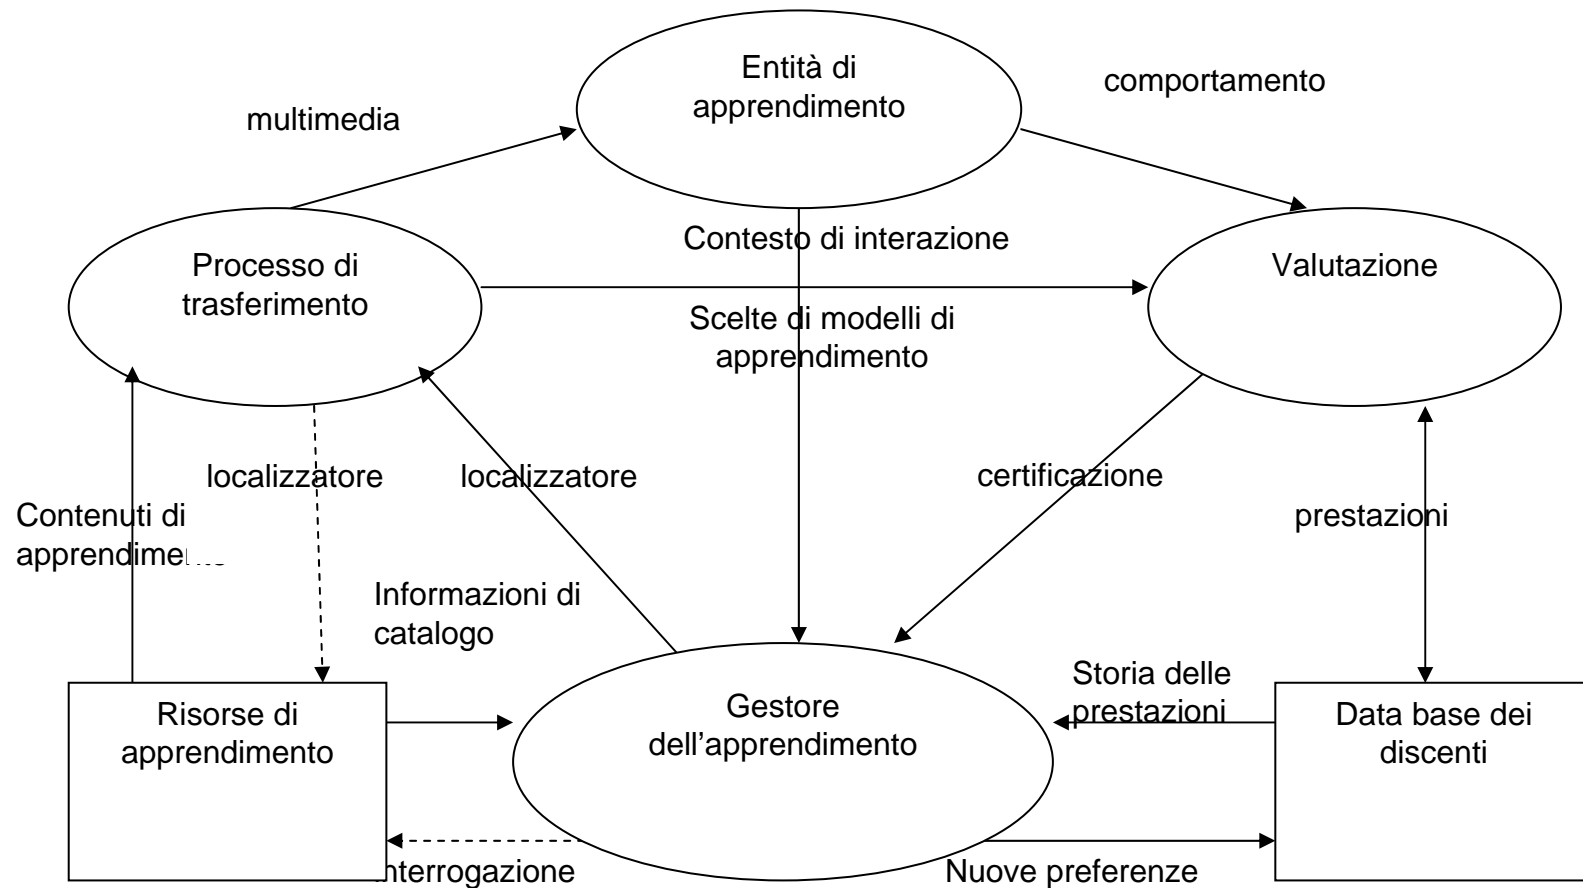 Entità di
apprendimento
comportamento
multimedia
Contesto di interazione
Processo di
trasferimento
Valutazione
Scelte di modelli di
apprendimento
localizzatore
localizzatore
certificazione
Contenuti di
apprendimento
prestazioni
Informazioni di
catalogo
Storia delle
prestazioni
Risorse di
apprendimento
Gestore
dell’apprendimento
Data base dei
discenti
interrogazione
Nuove preferenze